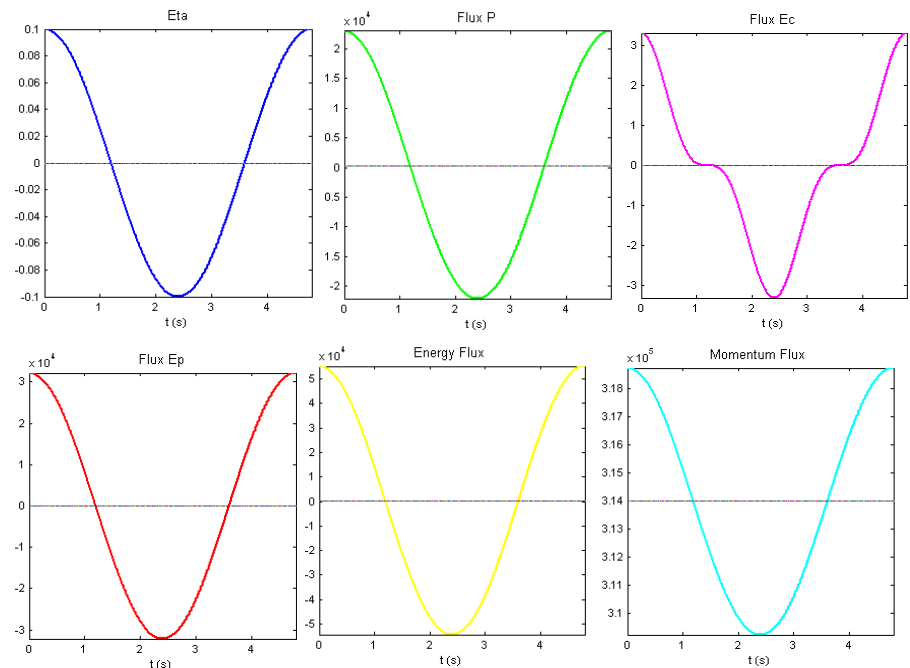 Eta
0.1
0.08
0.06
0.04
0.02
0
-0.02
-0.04
-0.06
-0.08
-0.1
0 1 2 3 4
t (s)
Flux P
x 10^4
2
1.5
1
0.5
0
0.5
-1
1.5
-2
0 1 2 3 4
t (s)
Flux Ec
3
2
1
0
-1
-2
-3
0 1 2 3 4
t (s)
Flux Ep
x 10^4
3
2
1
0
-1
-2
-3
0 1 2 3 4
t (s)
Energy Flux
x 10^4
5
4
3
2
1
0
-1
-2
-3
-4
-5
0 1 2 3 4
t (s)
Momentum Flux
x 10^5
3.18
3.17
3.16
3.15
3.14
3.13
3.12
3.11
3.1
0 1 2 3 4
t (s)